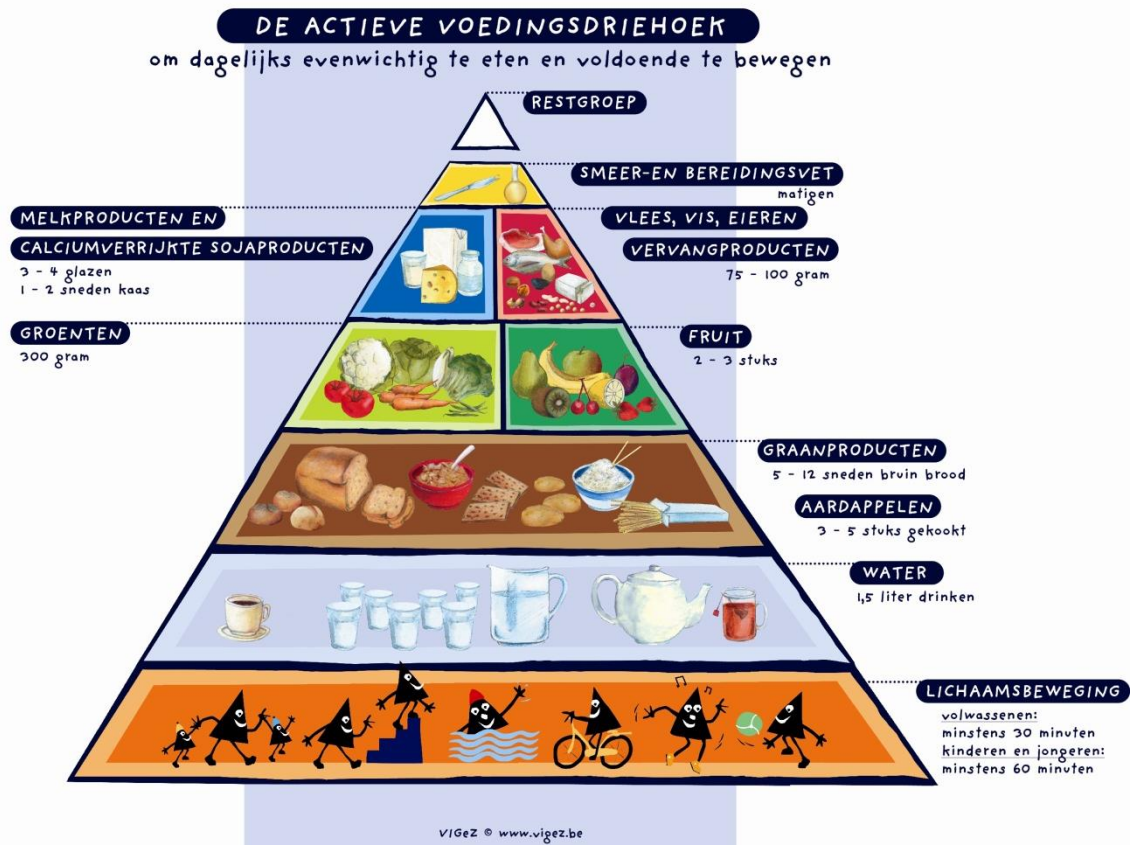 DE ACTIEVE VOEDINGSDRIEHOEK
om dagelijks evenwichtig te eten en voldoende te bewegen
RESTGROEP
SMEER-EN BEREIDINGSVET
matigen
MELKPRODUCTEN EN
CALCIUMVERRIJKTE SOJAPRODUCTEN
3 - 4 glazen
1 - 2 sneden kaas
VLEES, VIS, EIEREN
VERVANGPRODUCTEN
75 - 100 gram
GROENTEN
300 gram
FRUIT
2 - 3 stuks
GRAANPRODUCTEN
5 - 12 sneden bruin brood
AARDAPPELEN
3 - 5 stuks gekookt
WATER
1,5 liter drinken
LICHAAMSBEWEGING
volwassenen:
minstens 30 minuten
kinderen en jongeren:
minstens 60 minuten
VIGeZ © www.vigez.be